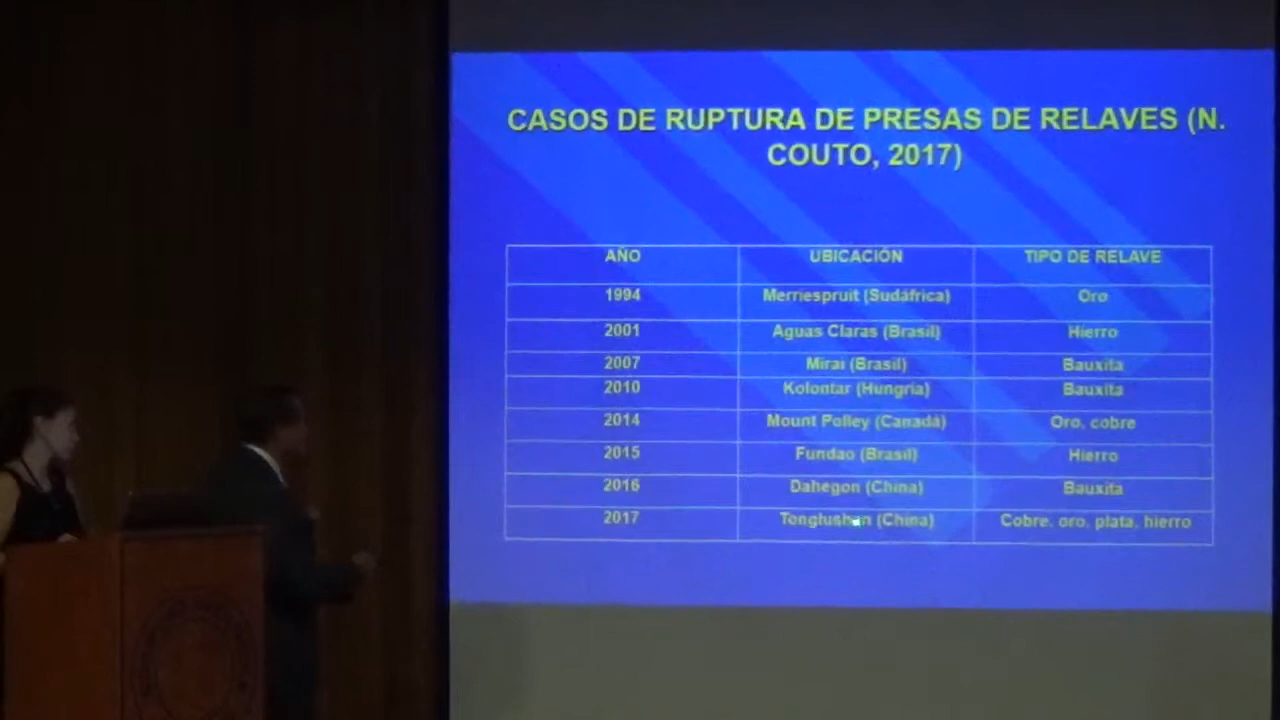 CASOS DE RUPTURA DE PRESAS DE RELAVES (N.
COUTO, 2017)
AÑO UBICACIÓN TIPO DE RELAVE
1994 Merriespruit (Sudáfrica) Oro
2001 Aguas Claras (Brasil) Hierro
2007 Mirai (Brasil) Bauxita
2010 Kolontar (Hungría) Bauxita
2014 Mount Polley (Canadá) Oro, cobre
2015 Fundao (Brasil) Hierro
2016 Dahegon (China) Bauxita
2017 Tonglushan (China) Cobre, oro, plata, hierro